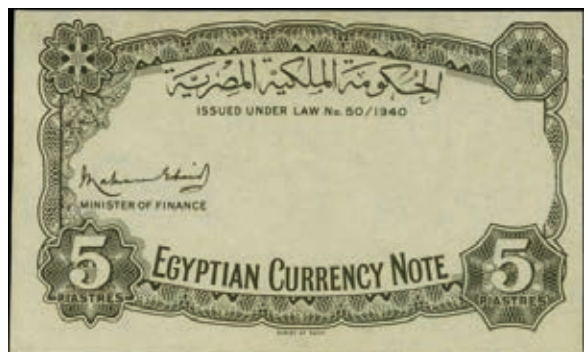 الحكومة الملكية المصرية
ISSUED UNDER LAW No. 50/1940
MINISTER OF FINANCE
5 PIASTRES
EGYPTIAN CURRENCY NOTE
5 PIASTRES